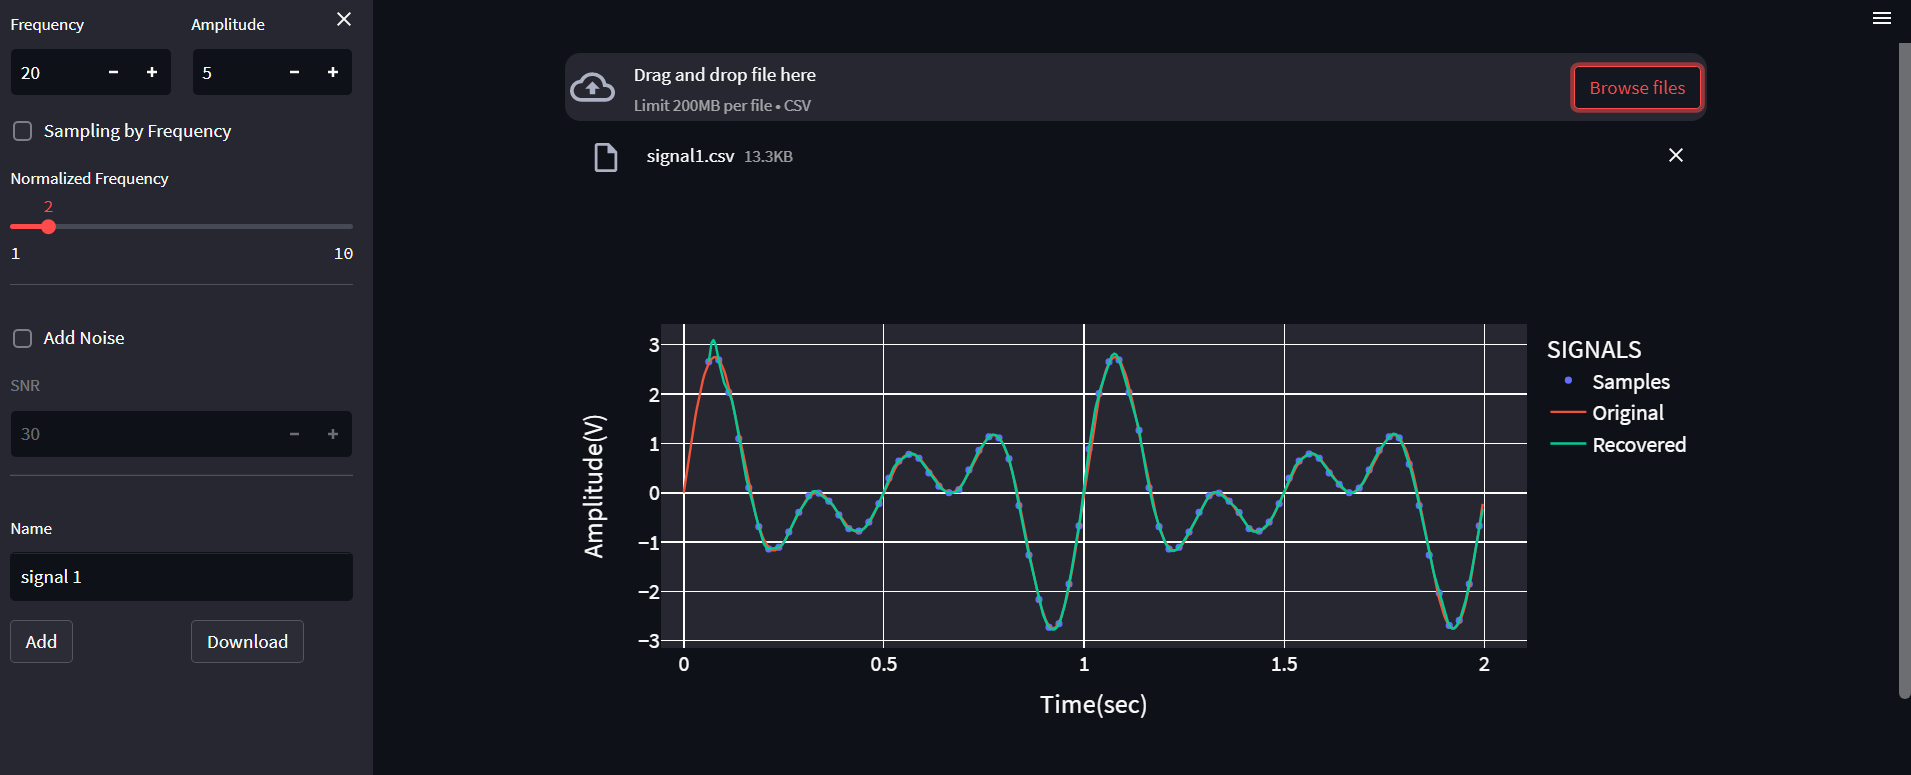 Frequency
Amplitude
20
5
Sampling by Frequency
Normalized Frequency
2
1
10
Add Noise
SNR
30
Name
signal 1
Add
Download
Drag and drop file here
Limit 200MB per file • CSV
Browse files
signal1.csv 13.3KB
Amplitude(V)
3
2
1
0
−1
−2
−3
0
0.5
1
1.5
2
Time(sec)
SIGNALS
Samples
Original
Recovered